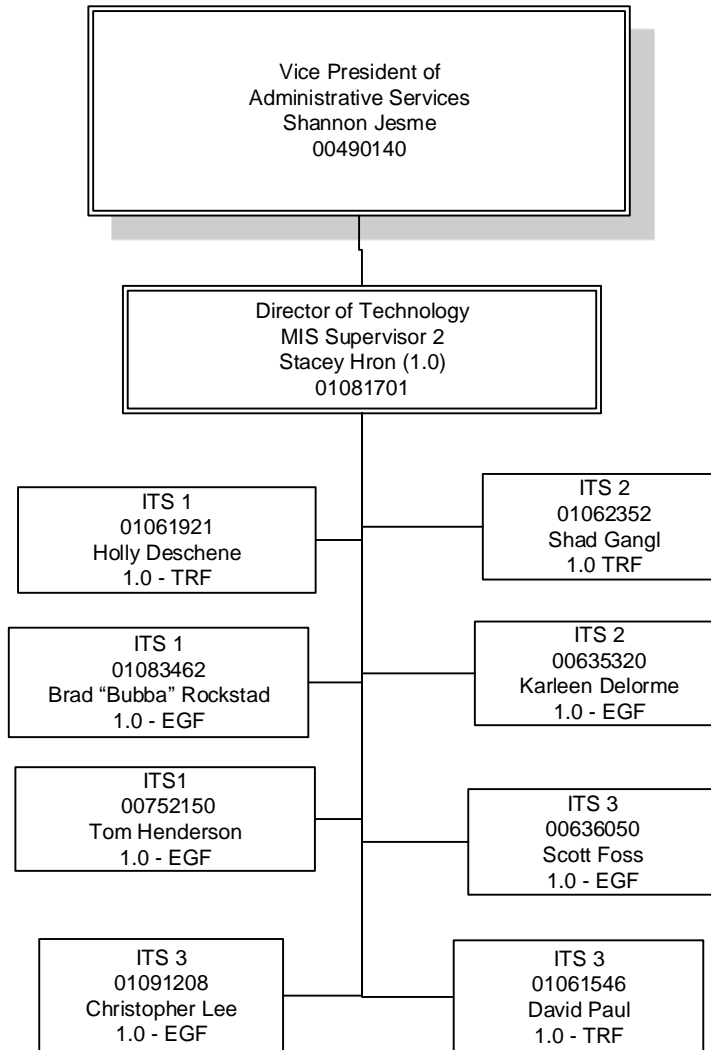 Vice President of
Administrative Services
Shannon Jesme
00490140
Director of Technology
MIS Supervisor 2
Stacey Hron (1.0)
01081701
ITS 1
01061921
Holly Deschene
1.0 - TRF
ITS 2
01062352
Shad Gangl
1.0 TRF
ITS 1
01083462
Brad “Bubba” Rockstad
1.0 - EGF
ITS 2
00635320
Karleen Delorme
1.0 - EGF
ITS1
00752150
Tom Henderson
1.0 - EGF
ITS 3
00636050
Scott Foss
1.0 - EGF
ITS 3
01091208
Christopher Lee
1.0 - EGF
ITS 3
01061546
David Paul
1.0 - TRF